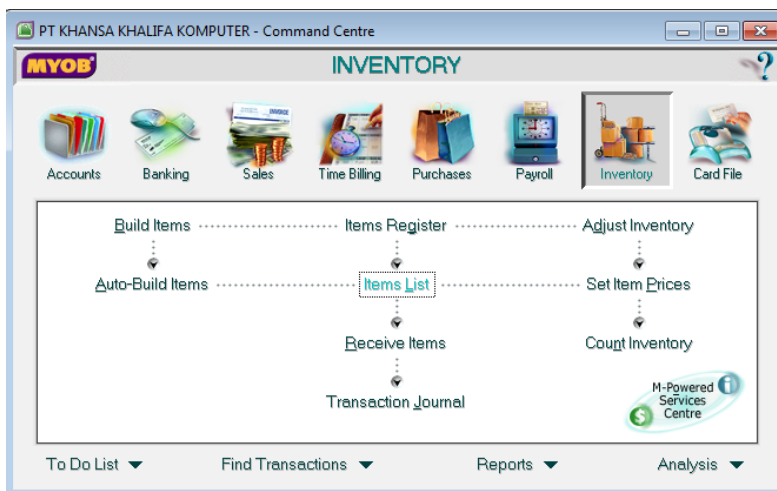 PT KHANSA KHALIFA KOMPUTER - Command Centre
MYOB INVENTORY ?
Accounts Banking Sales Time Billing Purchases Payroll Inventory Card File
Build Items Items Register Adjust Inventory
Auto-Build Items Items List Set Item Prices
Receive Items Count Inventory
Transaction Journal
M-Powered
Services
Centre
To Do List Find Transactions Reports Analysis